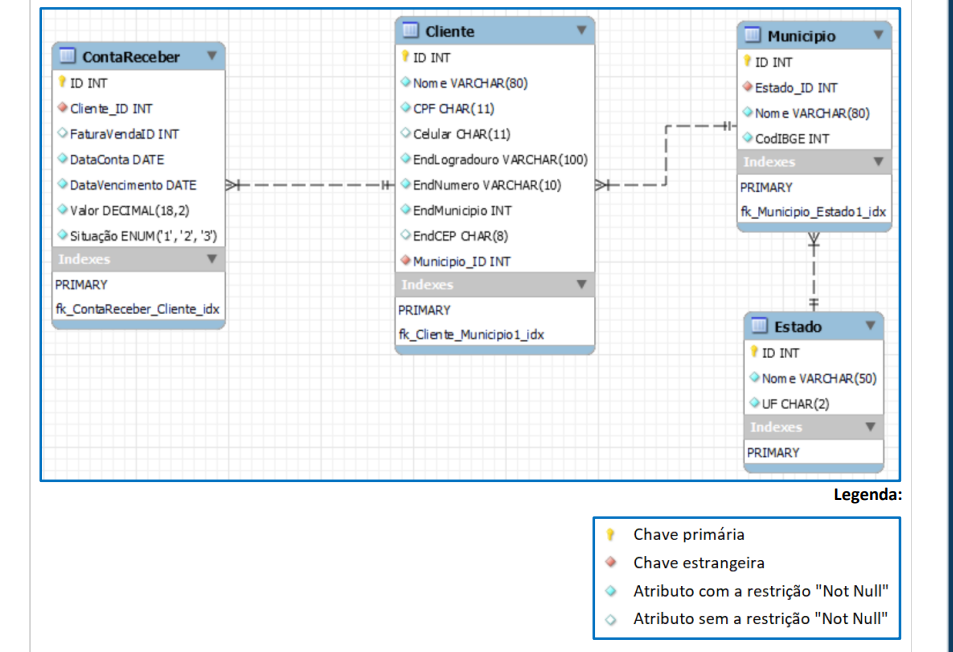 ContaReceber
ID INT
Cliente_ID INT
FaturaVendaID INT
DataConta DATE
DataVencimento DATE
Valor DECIMAL(18,2)
Situação ENUM('1', '2', '3')
Indexes
PRIMARY
fk_ContaReceber_Cliente_idx
Cliente
ID INT
Nome VARCHAR(80)
CPF CHAR(11)
Celular CHAR(11)
EndLogradouro VARCHAR(100)
EndNumero VARCHAR(10)
EndMunicipio INT
EndCEP CHAR(8)
Municipio_ID INT
Indexes
PRIMARY
fk_Cliente_Municipio1_idx
Municipio
ID INT
Estado_ID INT
Nome VARCHAR(80)
CodIBGE INT
Indexes
PRIMARY
fk_Municipio_Estado1_idx
Estado
ID INT
Nome VARCHAR(50)
UF CHAR(2)
Indexes
PRIMARY
Legenda:
Chave primária
Chave estrangeira
Atributo com a restrição "Not Null"
Atributo sem a restrição "Not Null"